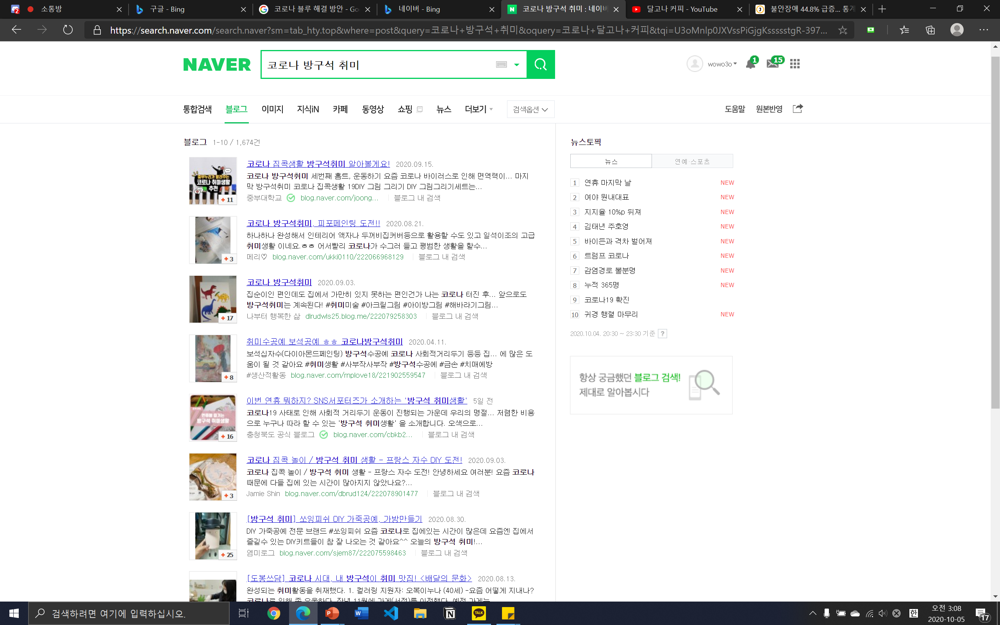 소통방
구글 - Bing
코로나 블루 해결 방안 - Go
네이버 - Bing
코로나 방구석 취미 : 네이버
달고나 커피 - YouTube
불안장애 44.8% 급증... 통계
https://search.naver.com/search.naver?sm=tab_hty.top&where=post&query=코로나+방구석+취미&oquery=코로나+달고나+커피&tqi=U3oMnlp0JXVssPiGjgKssssstgR-397...
NAVER
코로나 방구석 취미
wowo3o
1
15
통합검색 블로그 이미지 지식iN 카페 동영상 쇼핑 뉴스 더보기 검색옵션
도움말 원본반영
블로그 1-10 / 1,674건
코로나 집콕생활 방구석취미 알아볼게요! 2020.09.15.
코로나 방구석취미 세번째 홈트, 운동하기 요즘 코로나 바이러스로 인해 면역력이... 마지
막 방구석취미 코로나 집콕생활 19DIY 그림 그리기 DIY 그림그리기세트는...
중부대학교 blog.naver.com/joong... 블로그 내 검색
코로나 취미생활
추천
11
코로나 방구석취미, 피포페인팅 도전!! 2020.08.21.
하나하나 완성해서 인테리어 액자나 두꺼비집커버등으로 활용할 수도 있고 일석이조의 고급
취미생활 이네요.ㅎㅎ 어서빨리 코로나가 수그러 들고 평범한 생활을 할수...
메리♡ blog.naver.com/ukki0110/222066968129 블로그 내 검색
3
코로나 방구석취미 2020.09.03.
집순이인 편인데도 집에서 가만히 있지 못하는 편인건가 나는 코로나 터진 후... 앞으로도
방구석취미는 계속된다! #취미미술 #아크릴그림 #아이방그림 #해바라기그림...
나부터 행복한 삶 dlrudwls25.blog.me/222079258303 블로그 내 검색
17
취미수공예 보석공예 ㅎㅎ 코로나방구석취미 2020.04.11.
보석십자수(다이아몬드페인팅) 방구석수공예 코로나 사회적거리두기 등등 집... 에 많은 도
움이 될 것 같아요 #취미생활 #사부작사부작 #방구석수공예 #금손 #치매예방
#생산적활동 blog.naver.com/rnplove18/221902559547 블로그 내 검색
8
이번 연휴 뭐하지? SNS서포터즈가 소개하는 '방구석 취미생활' 5일 전
코로나19 사태로 인해 사회적 거리두기 운동이 진행되는 가운데 우리의 명절... 저렴한 비용
으로 누구나 따라 할 수 있는 '방구석 취미생활' 을 소개합니다. 오색으로...
충청북도 공식 블로그 blog.naver.com/cbkb2... 블로그 내 검색
연휴에 즐기는
방구석 취미생활
16
코로나 집콕 놀이 / 방구석 취미 생활 - 프랑스 자수 DIY 도전! 2020.09.03.
코로나 집콕 놀이 / 방구석 취미 생활 - 프랑스 자수 도전! 안녕하세요 여러분! 요즘 코로나
때문에 다들 집에 있는 시간이 많아지지 않았나요?...
Jamie Shin blog.naver.com/dbrud124/222078901477 블로그 내 검색
3
[방구석 취미] 쏘잉피쉬 DIY 가죽공예, 가방만들기 2020.08.30.
DIY 가죽공예 전문 브랜드 #쏘잉피쉬 요즘 코로나로 집에있는 시간이 많은데 요즘엔 집에서
즐길수 있는 DIY키트들이 참 잘 나오는 것 같아요^^ 오늘의 방구석 취미!...
염미로그 blog.naver.com/sjem87/222075598463 블로그 내 검색
25
[도봉쓰담] 코로나 시대, 내 방구석이 취미 맛집! <배달의 문화> 2020.08.13.
완성되는 취미활동을 취재했다. 1. 컬러링 지원자: 오복이누나 (40세) -요즘 어떻게 지내나?
뉴스토픽
뉴스 연예·스포츠
1 연휴 마지막 날 NEW
2 여야 원내대표 NEW
3 지지율 10%p 뒤져 NEW
4 김태년 주호영 NEW
5 바이든과 격차 벌어져 NEW
6 트럼프 코로나 NEW
7 감염경로 불분명 NEW
8 누적 365명 NEW
9 코로나19 확진
10 귀경 행렬 마무리 NEW
2020.10.04. 20:30 ~ 23:30 기준 ?
항상 궁금했던 블로그 검색!
제대로 알아봅시다
검색하려면 여기에 입력하십시오.
TALK
한
오전 3:08
2020-10-05
17